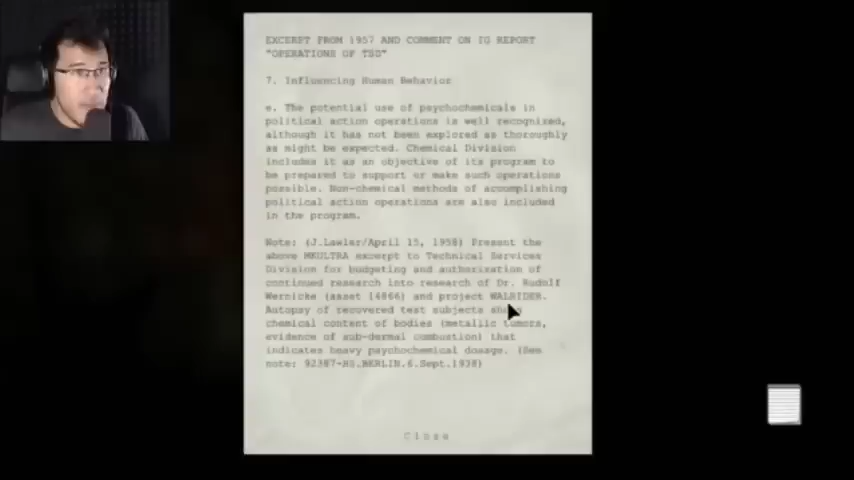 EXCERPT FROM 1957 AND COMMENT ON IG REPORT
"OPERATIONS OF TSD"
7. Influencing Human Behavior
e. The potential use of psychochemicals in
political action operations is well recognized,
although it has not been explored as thoroughly
as might be expected. Chemical Division
includes it as an objective of its program to
be prepared to support or make such operations
possible. Non-chemical methods of accomplishing
political action operations are also included
in the program.
Note: (J.Lawler/April 15, 1958) Present the
above MKULTRA excerpt to Technical Services
Division for budgeting and authorization of
continued research into research of Dr. Rudolf
Wernicke (asset 14866) and project WALRIDER.
Autopsy of recovered test subjects
chemical content of bodies (metallic tumors,
evidence of sub-dermal combustion) that
indicates heavy psychochemical dosage. (See
note: 92387-HS.BERLIN.6.Sept.1938)
Close